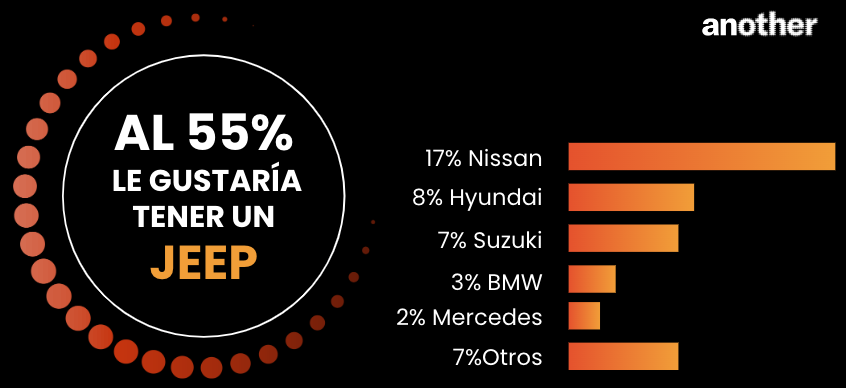 another
AL 55%
LE GUSTARÍA
TENER UN
JEEP
17% Nissan
8% Hyundai
7% Suzuki
3% BMW
2% Mercedes
7%Otros